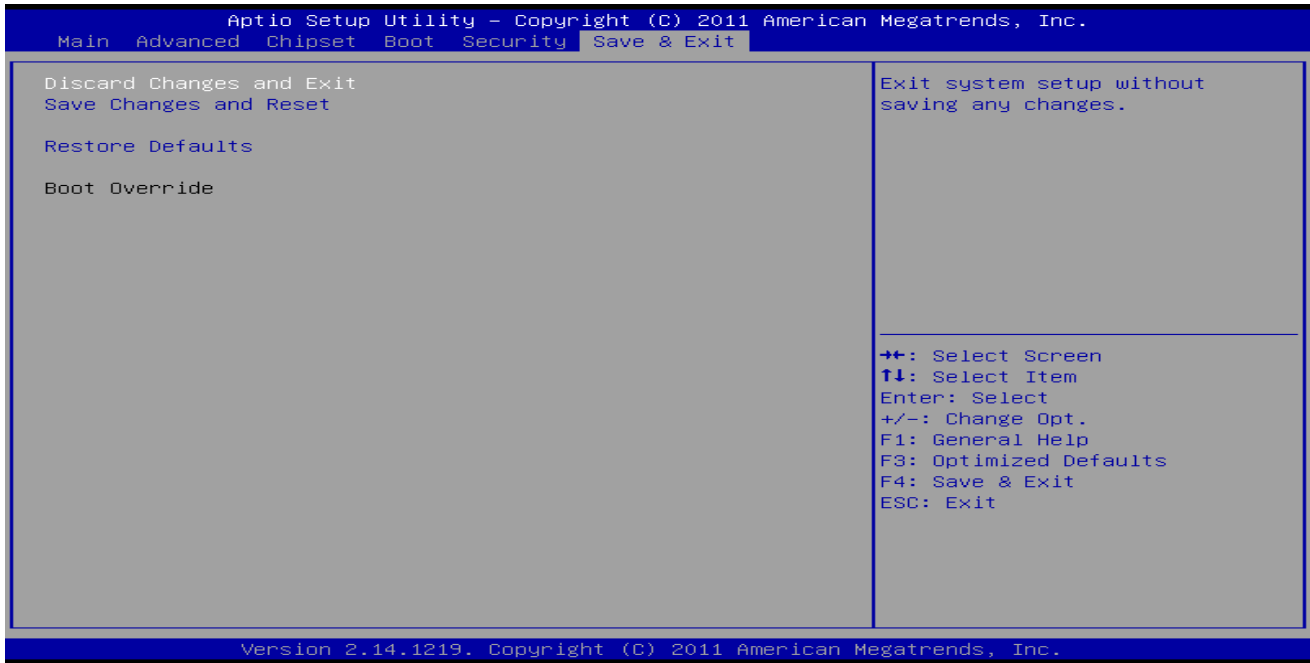 Aptio Setup Utility – Copyright (C) 2011 American Megatrends, Inc.
Main Advanced Chipset Boot Security Save & Exit
Discard Changes and Exit
Save Changes and Reset
Restore Defaults
Boot Override
Exit system setup without
saving any changes.
→←: Select Screen
↑↓: Select Item
Enter: Select
+/-: Change Opt.
F1: General Help
F3: Optimized Defaults
F4: Save & Exit
ESC: Exit
Version 2.14.1219. Copyright (C) 2011 American Megatrends, Inc.